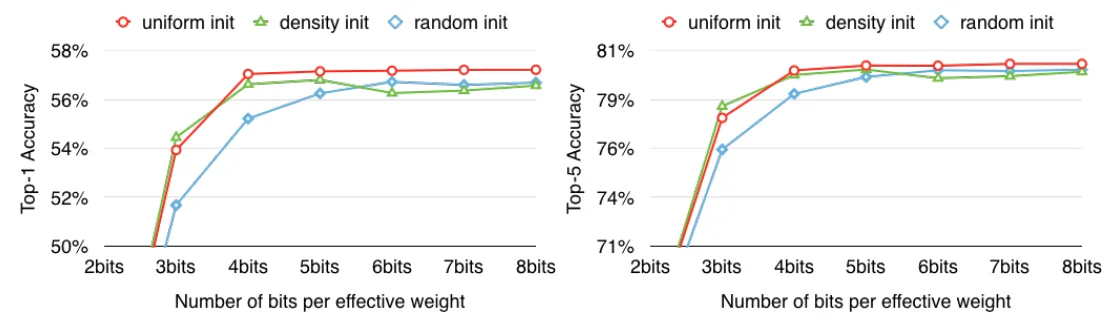 uniform init density init random init
Top-1 Accuracy
58%
56%
54%
52%
50%
2bits 3bits 4bits 5bits 6bits 7bits 8bits
Number of bits per effective weight
uniform init density init random init
Top-5 Accuracy
81%
79%
76%
74%
71%
2bits 3bits 4bits 5bits 6bits 7bits 8bits
Number of bits per effective weight